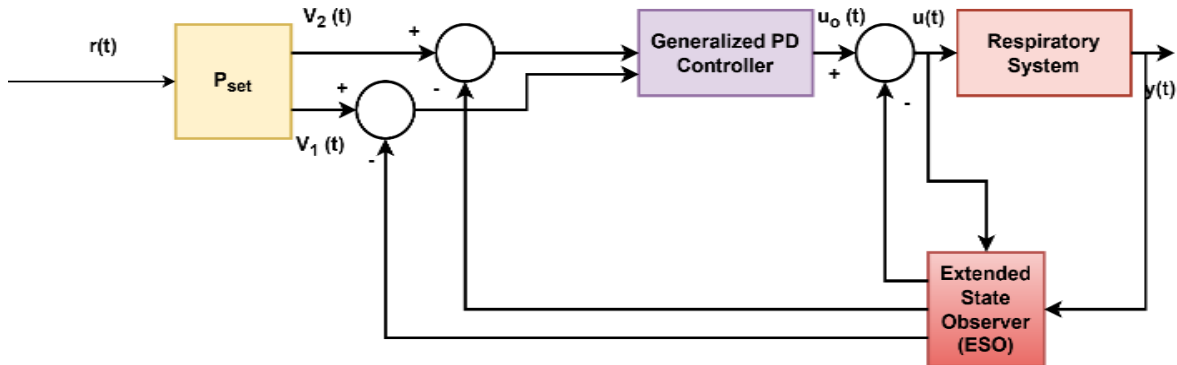 r(t)
P_set
V_2 (t)
+
V_1 (t)
+
-
+
-
Generalized PD
Controller
u_o (t)
+
-
u(t)
Respiratory
System
y(t)
Extended
State
Observer
(ESO)